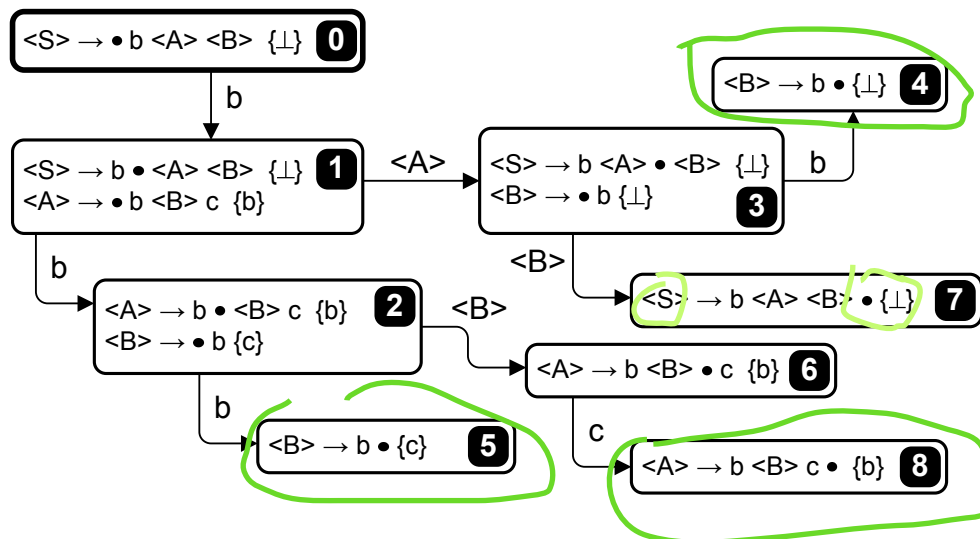 <S> → • b <A> <B> {⊥} 0
b
<S> → b • <A> <B> {⊥}
<A> → • b <B> c {b}
1
<A>
<S> → b <A> • <B> {⊥}
<B> → • b {⊥}
3
b
<B> → b • {⊥} 4
<B>
<S> → b <A> <B> • {⊥} 7
b
<A> → b • <B> c {b}
<B> → • b {c}
2
<B>
<A> → b <B> • c {b} 6
b
<B> → b • {c} 5
c
<A> → b <B> c • {b} 8